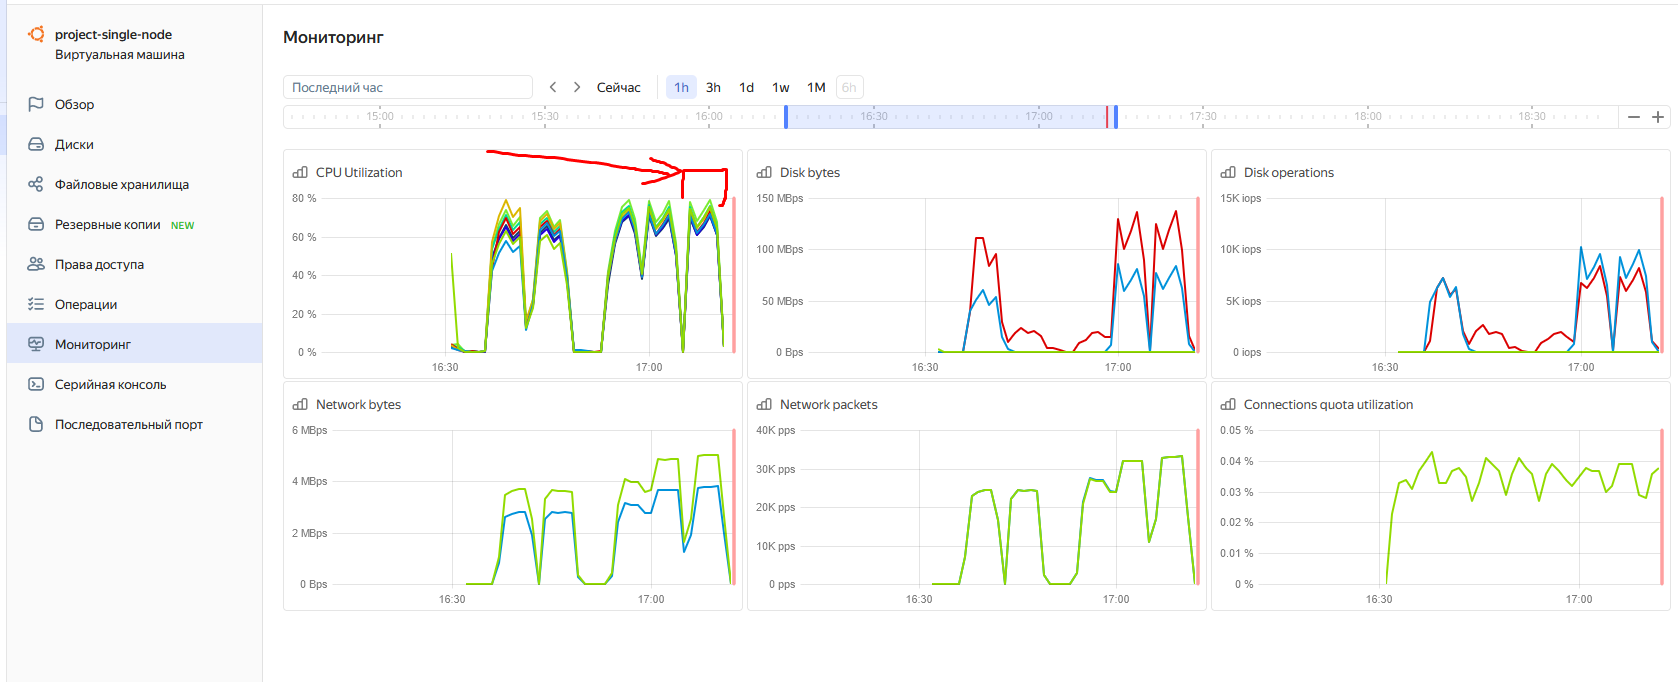 project-single-node
Виртуальная машина
Обзор
Диски
Файловые хранилища
Резервные копии NEW
Права доступа
Операции
Мониторинг
Серийная консоль
Последовательный порт
Мониторинг
Последний час
Сейчас
1h 3h 1d 1w 1M 6h
15:00 15:30 16:00 16:30 17:00 17:30 18:00 18:30
CPU Utilization
80 %
60 %
40 %
20 %
0 %
16:30 17:00
Disk bytes
150 MBps
100 MBps
50 MBps
0 Bps
16:30 17:00
Disk operations
15K iops
10K iops
5K iops
0 iops
16:30 17:00
Network bytes
6 MBps
4 MBps
2 MBps
0 Bps
16:30 17:00
Network packets
40K pps
30K pps
20K pps
10K pps
0 pps
16:30 17:00
Connections quota utilization
0.05 %
0.04 %
0.03 %
0.02 %
0.01 %
0 %
16:30 17:00